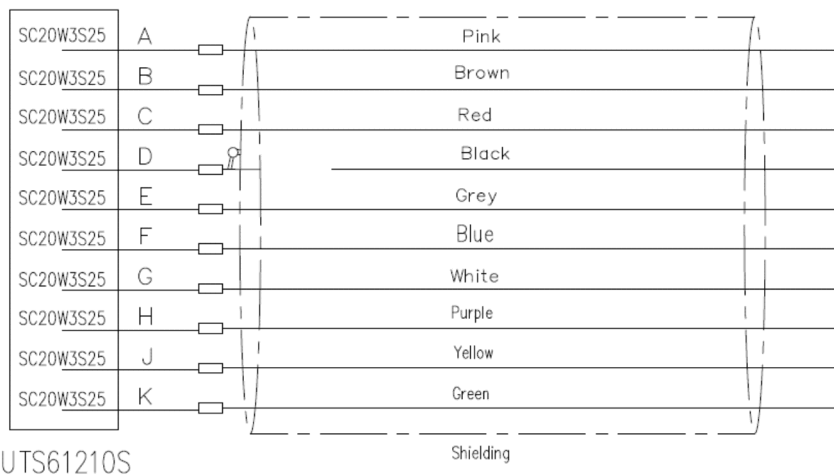 SC20W3S25 A Pink
SC20W3S25 B Brown
SC20W3S25 C Red
SC20W3S25 D Black
SC20W3S25 E Grey
SC20W3S25 F Blue
SC20W3S25 G White
SC20W3S25 H Purple
SC20W3S25 J Yellow
SC20W3S25 K Green
UTS61210S Shielding